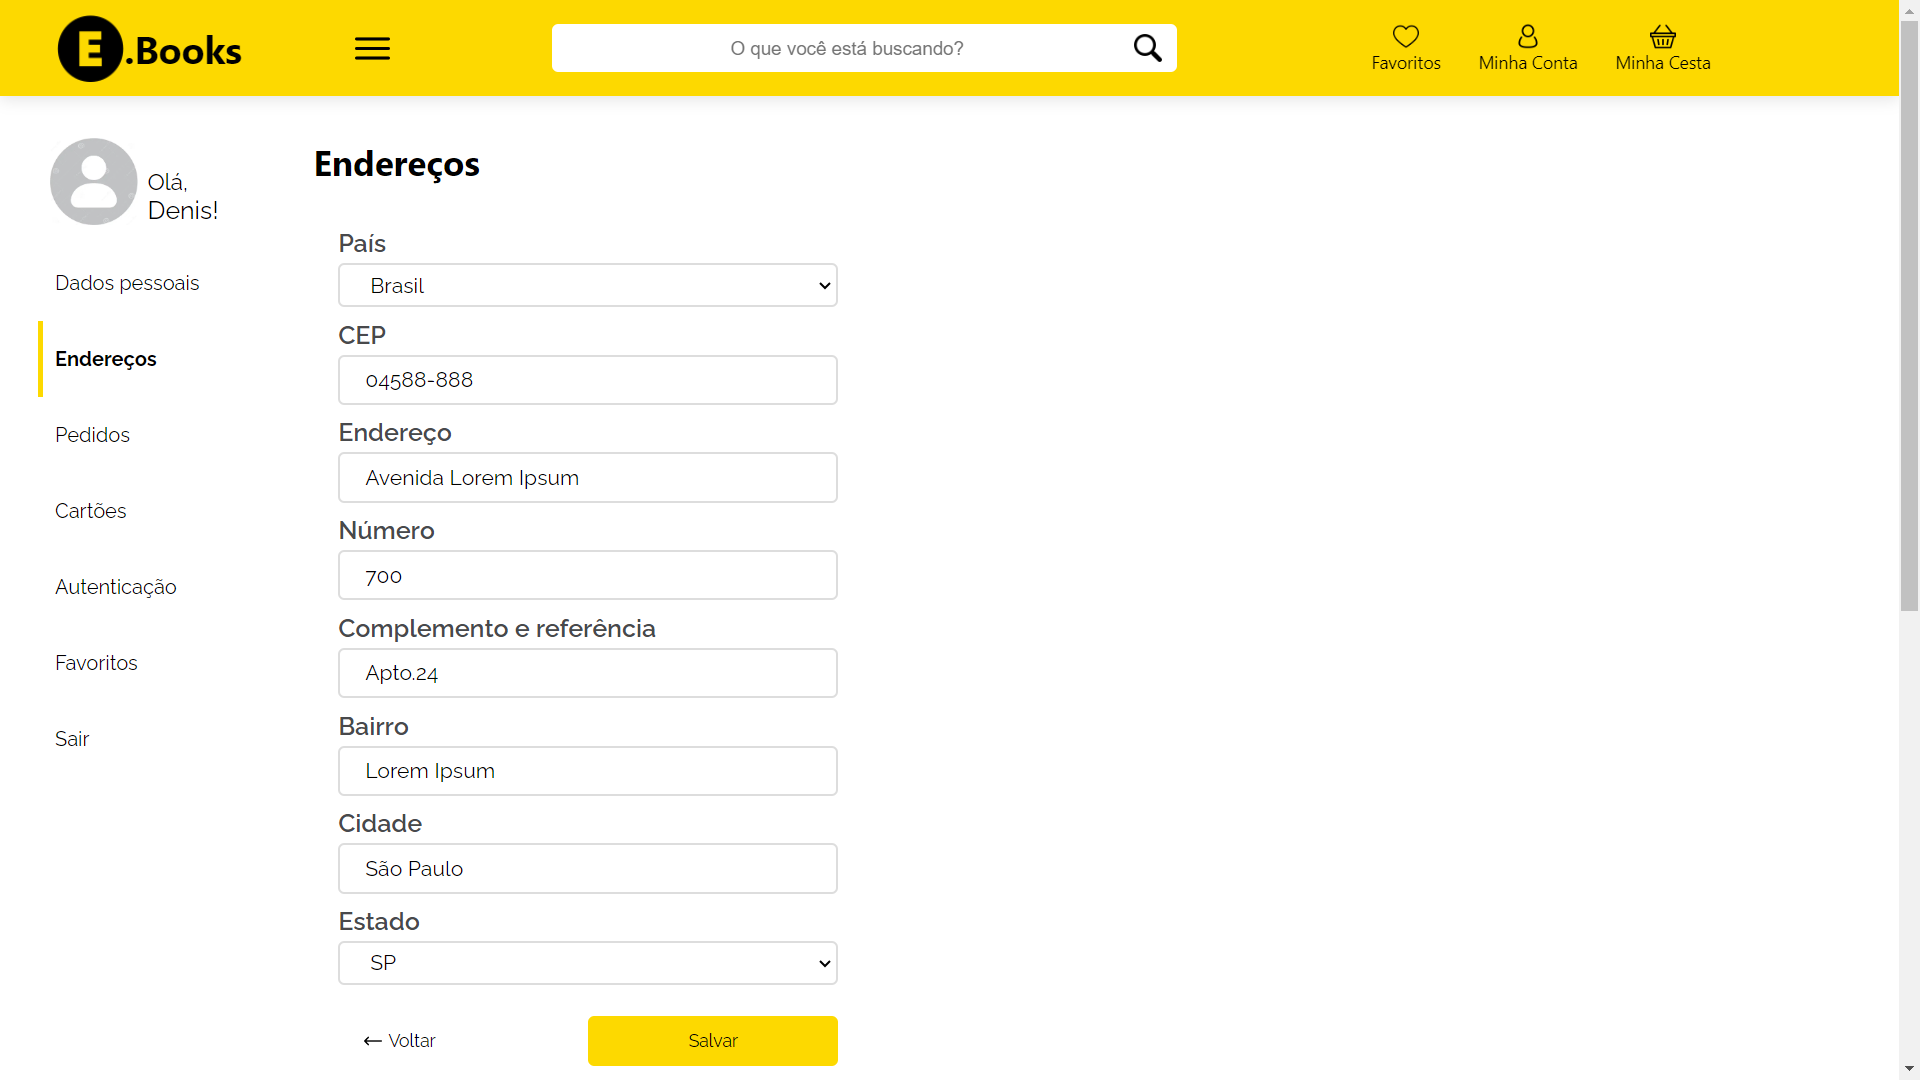 E.Books
O que você está buscando?
Favoritos
Minha Conta
Minha Cesta
Olá,
Denis!
Dados pessoais
Endereços
Pedidos
Cartões
Autenticação
Favoritos
Sair
Endereços
País
Brasil
CEP
04588-888
Endereço
Avenida Lorem Ipsum
Número
700
Complemento e referência
Apto.24
Bairro
Lorem Ipsum
Cidade
São Paulo
Estado
SP
← Voltar
Salvar